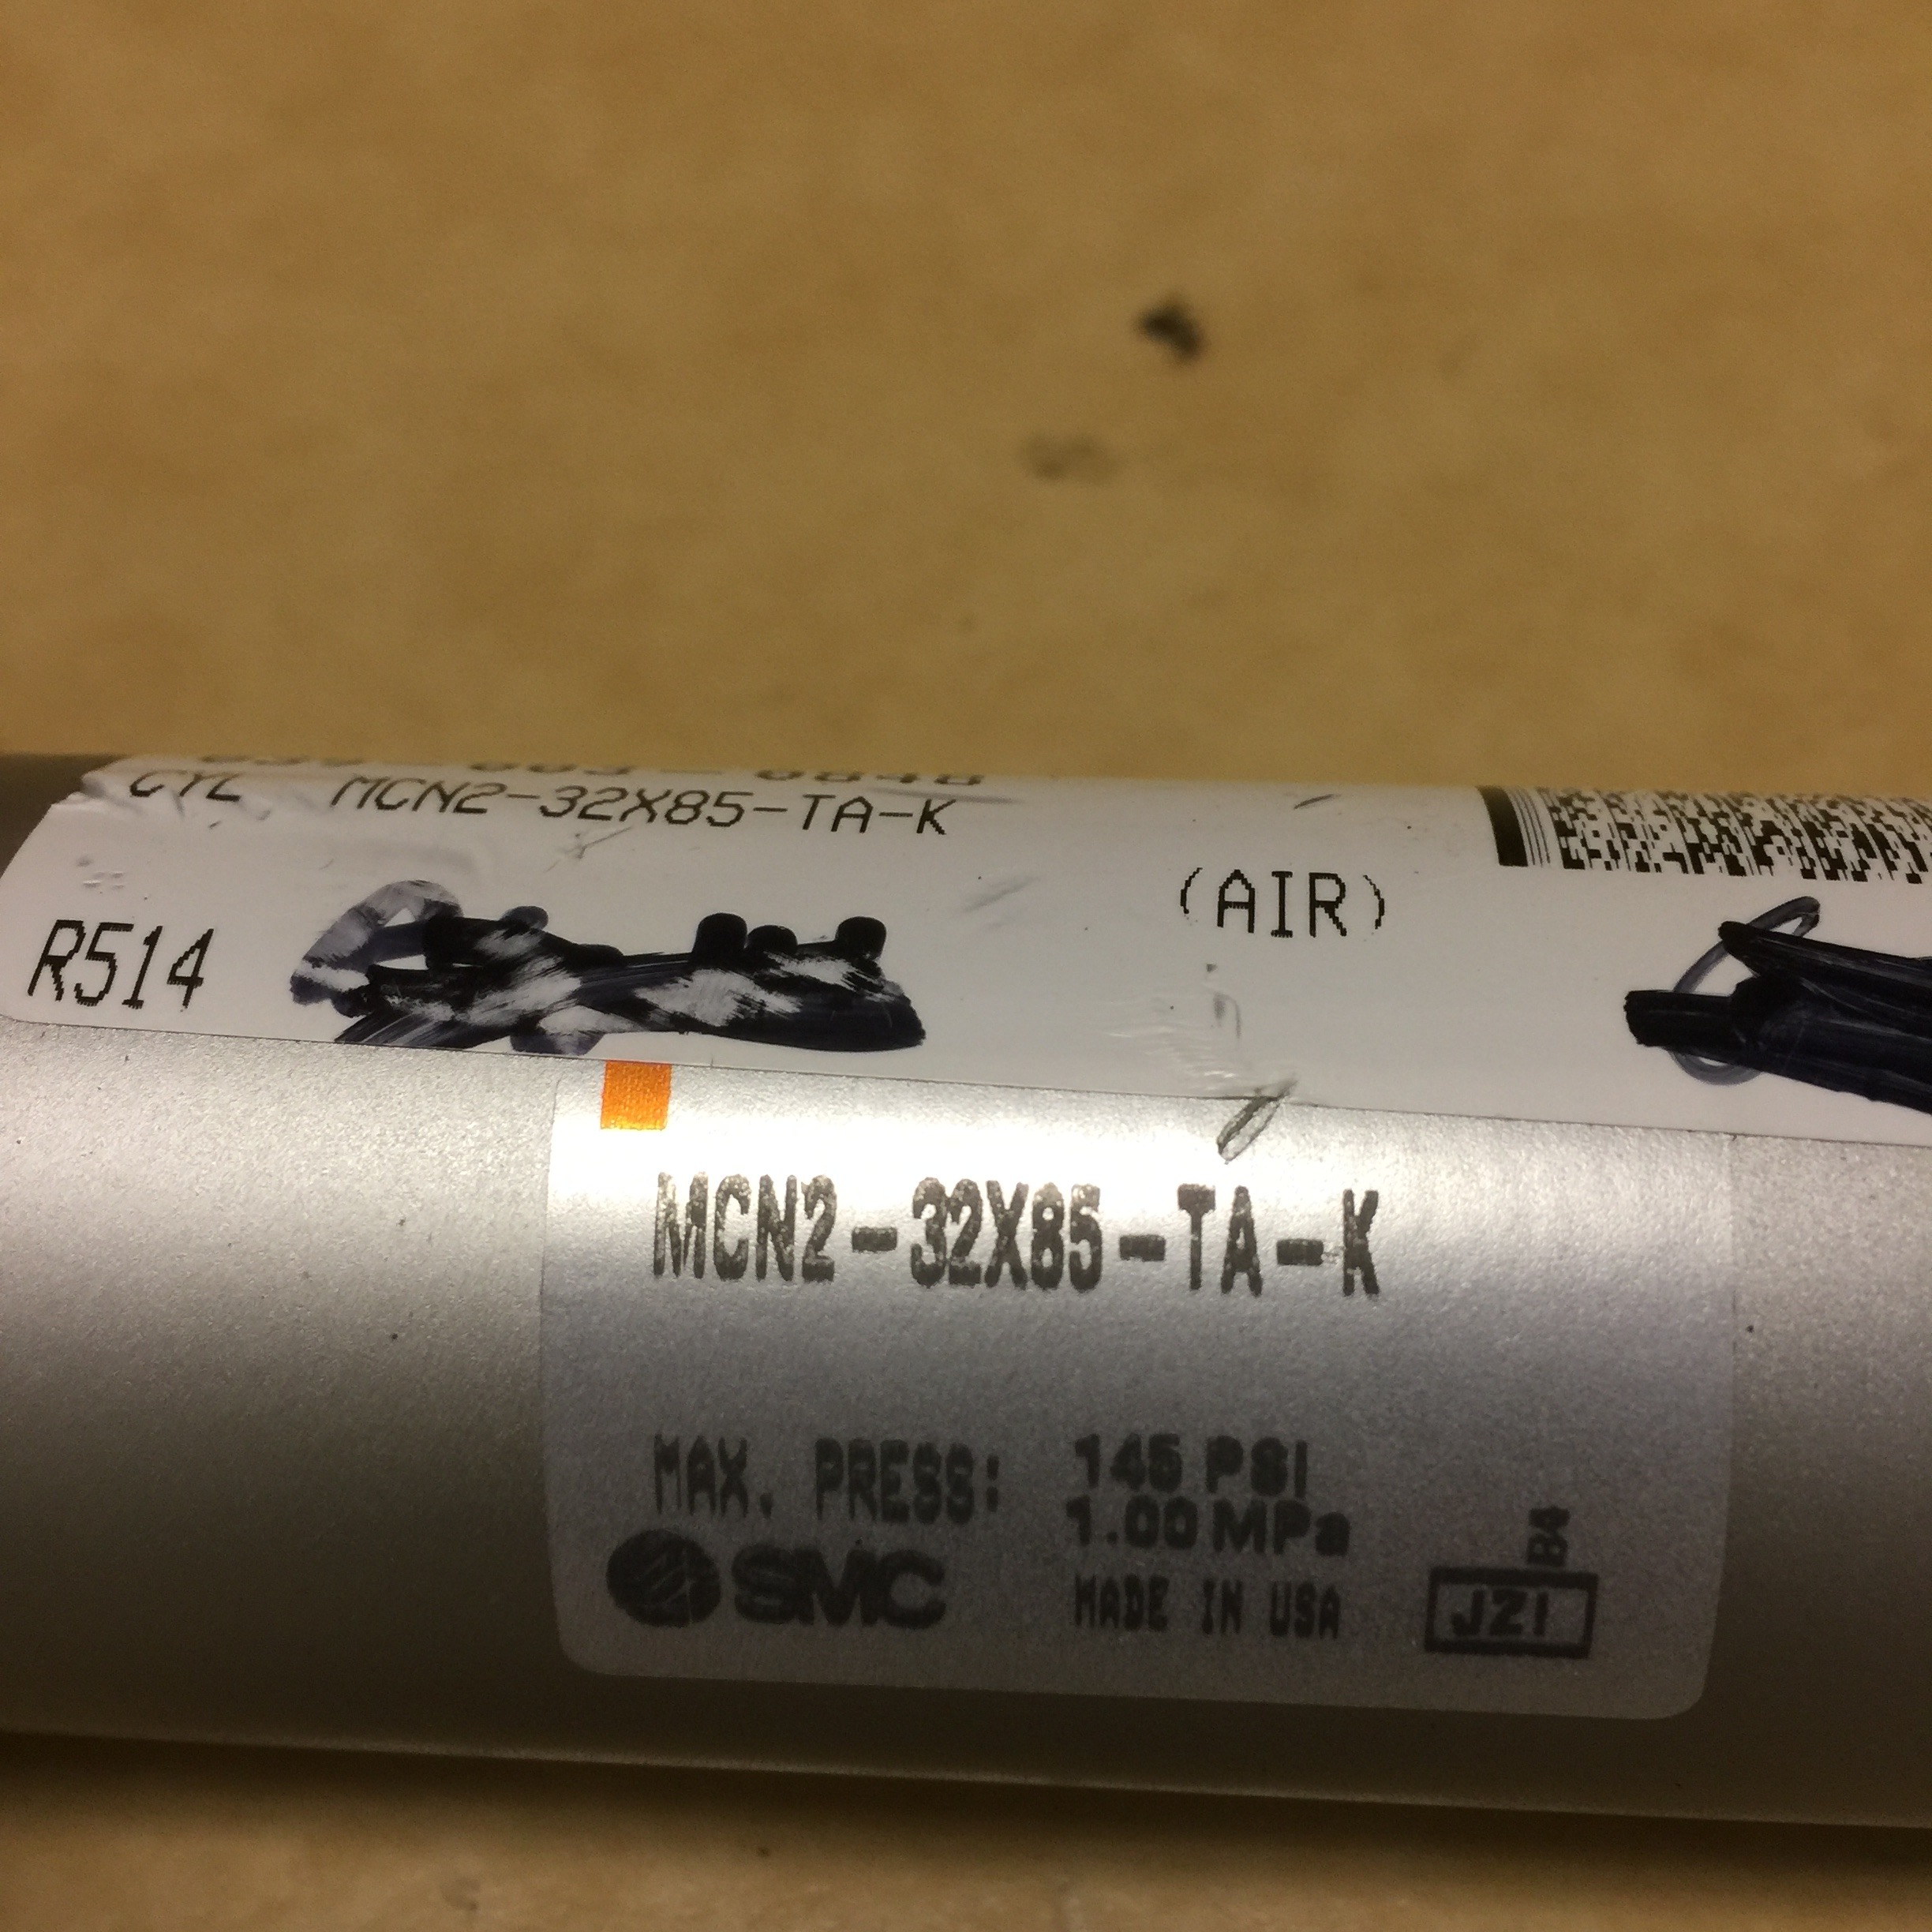 CYL MCN2-32X85-TA-K
(AIR)
R514
MCN2-32X85-TA-K
MAX. PRESS: 145 PSI
1.00 MPa
SMC
MADE IN USA
B4
JZI